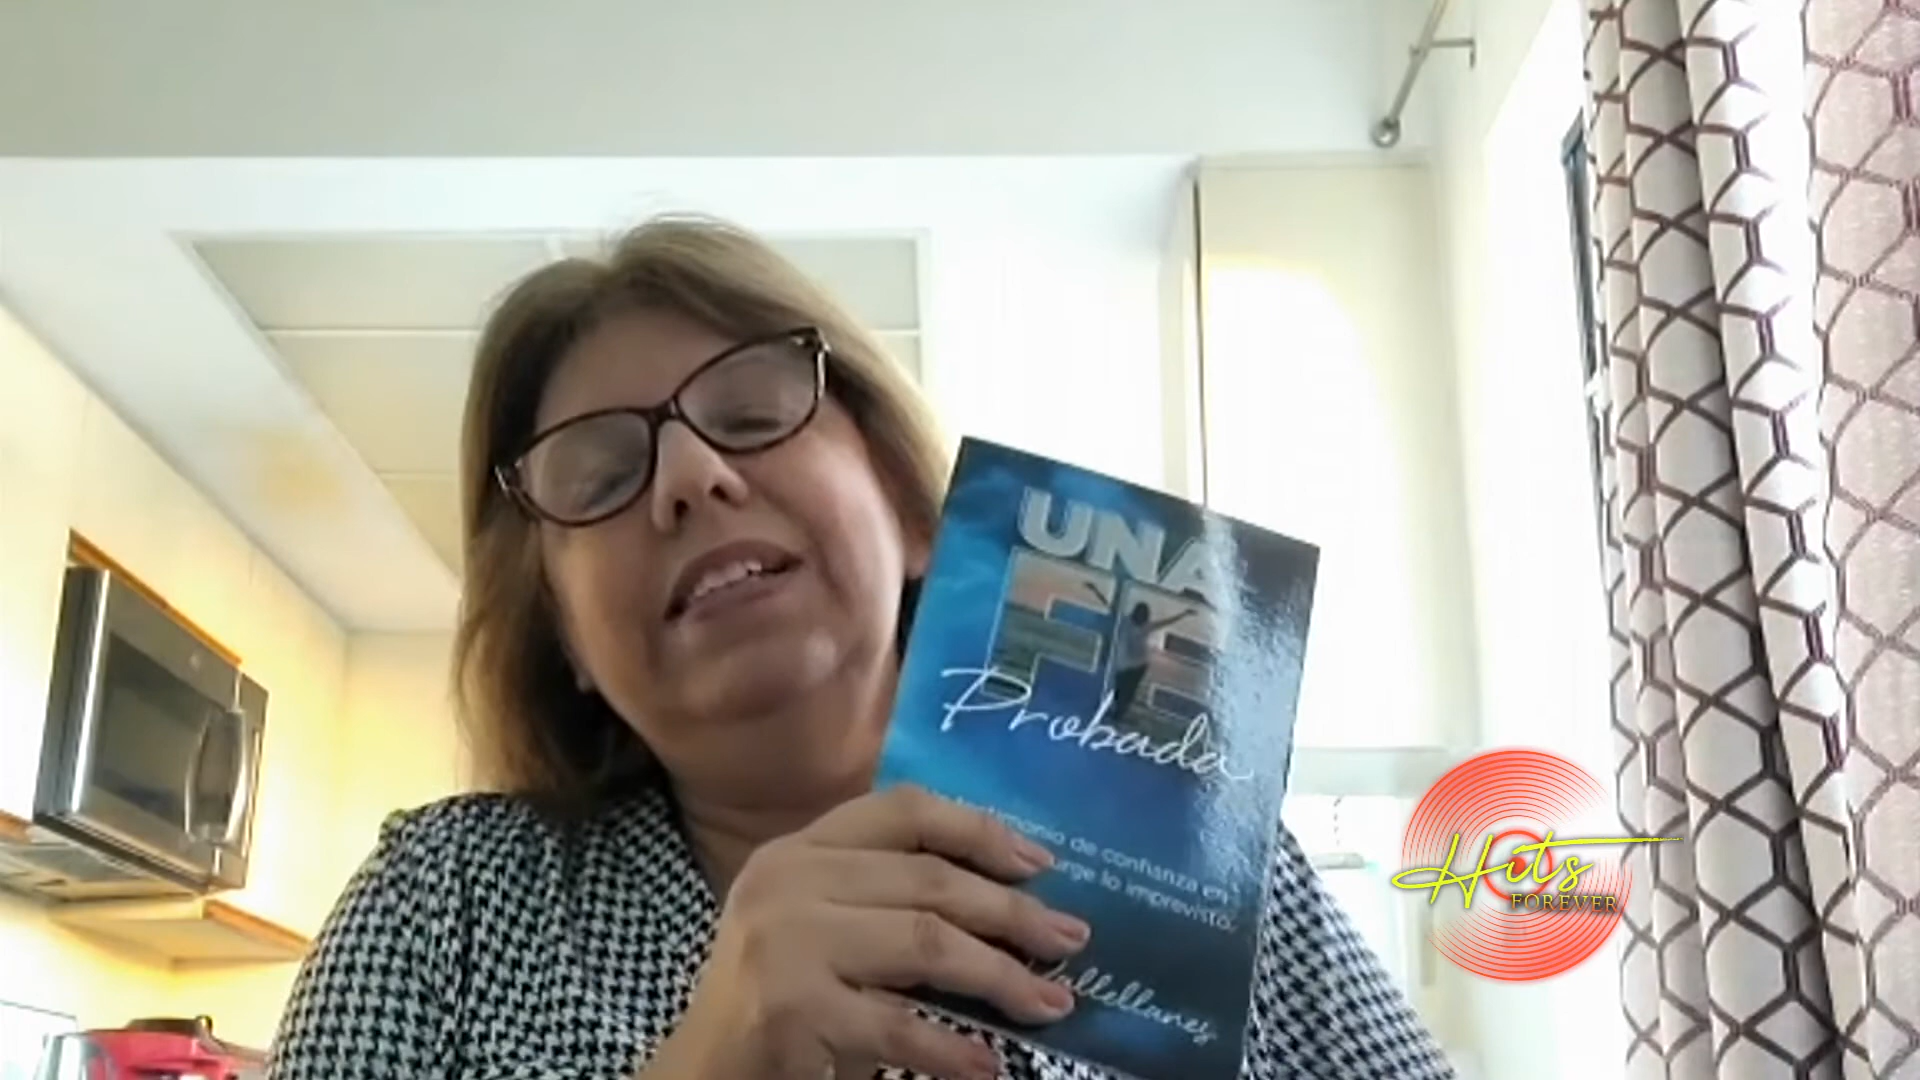 UNA
FE
Probada
testimonio de confianza en
surge lo imprevisto.
Vallellanes
Hits
FOREVER